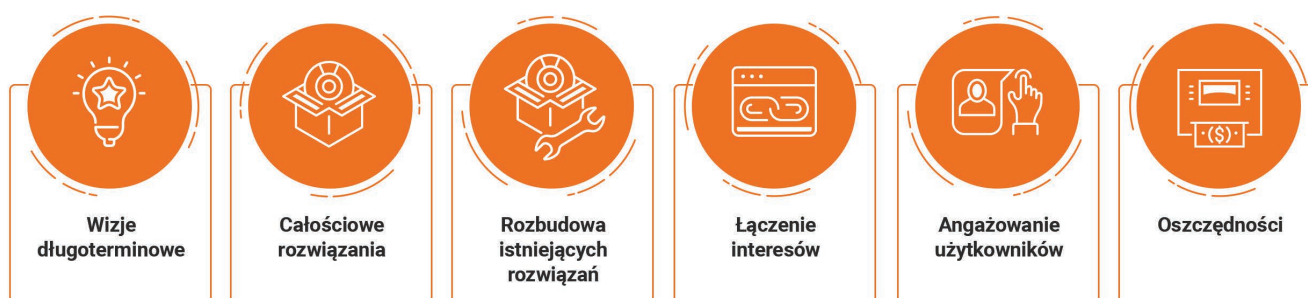 Wizje
długoterminowe
Całościowe
rozwiązania
Rozbudowa
istniejących
rozwiązań
Łączenie
interesów
Angażowanie
użytkowników
Oszczędności
($)